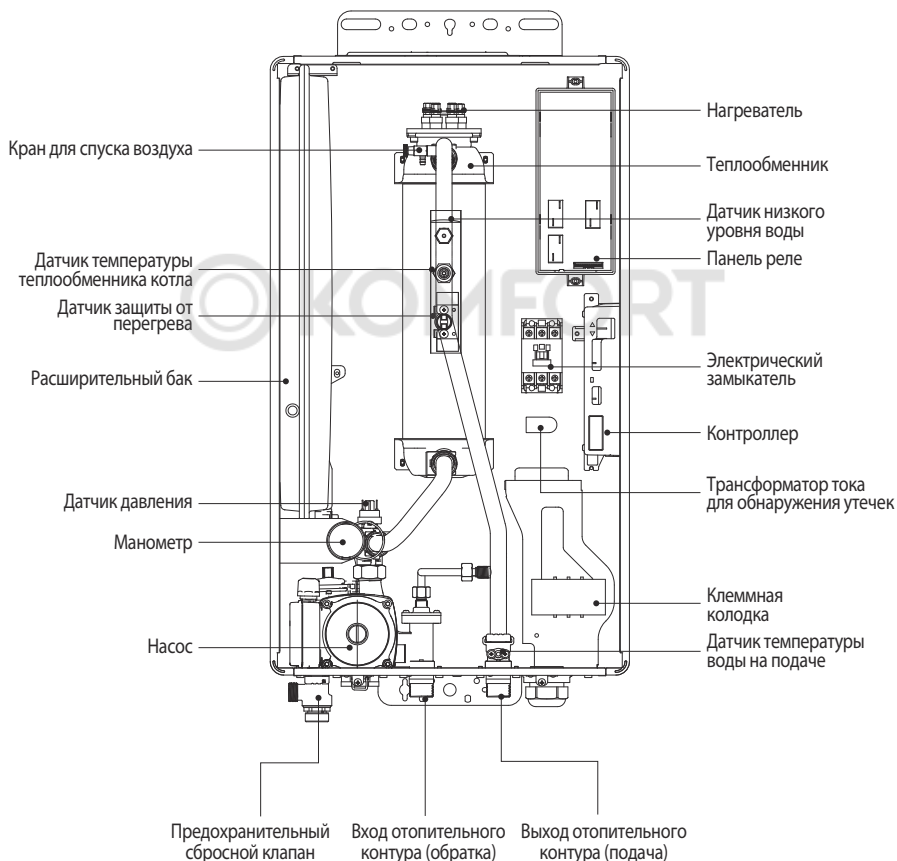 Нагреватель
Кран для спуска воздуха
Теплообменник
Датчик низкого
уровня воды
Панель реле
Датчик температуры
теплообменника котла
Датчик защиты от
перегрева
OKOMFORT
Расширительный бак
Электрический
замыкатель
Контроллер
Датчик давления
Трансформатор тока
для обнаружения утечек
Манометр
Клеммная
колодка
Насос
Датчик температуры
воды на подаче
Предохранительный
сбросной клапан
Вход отопительного
контура (обратка)
Выход отопительного
контура (подача)